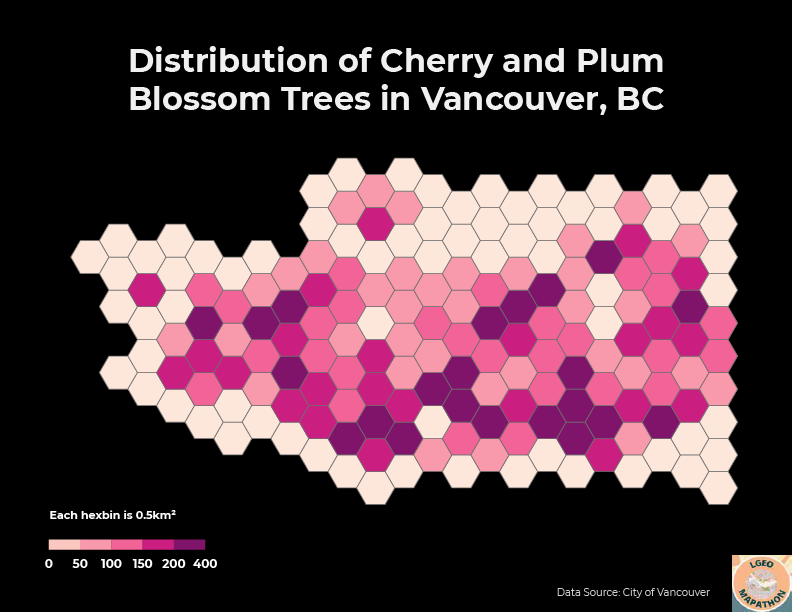 Distribution of Cherry and Plum
Blossom Trees in Vancouver, BC
Each hexbin is 0.5km²
0 50 100 150 200 400
Data Source: City of Vancouver
LGEO
MAPATHON